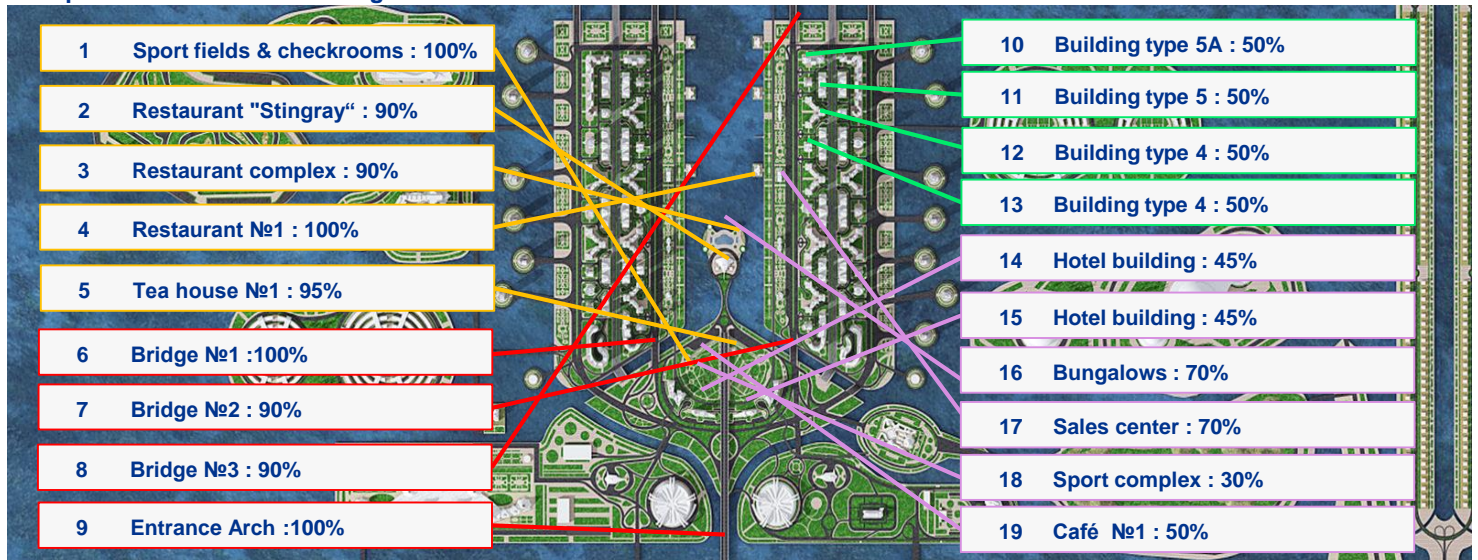 1 Sport fields & checkrooms : 100%
2 Restaurant "Stingray“ : 90%
3 Restaurant complex : 90%
4 Restaurant №1 : 100%
5 Tea house №1 : 95%
6 Bridge №1 :100%
7 Bridge №2 : 90%
8 Bridge №3 : 90%
9 Entrance Arch :100%
10 Building type 5A : 50%
11 Building type 5 : 50%
12 Building type 4 : 50%
13 Building type 4 : 50%
14 Hotel building : 45%
15 Hotel building : 45%
16 Bungalows : 70%
17 Sales center : 70%
18 Sport complex : 30%
19 Café №1 : 50%